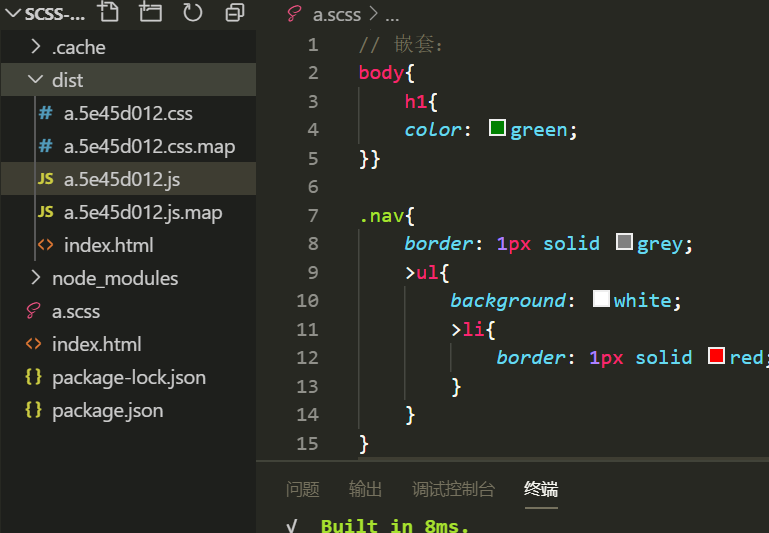 SCSS-...
.cache
dist
# a.5e45d012.css
# a.5e45d012.css.map
JS a.5e45d012.js
JS a.5e45d012.js.map
<> index.html
node_modules
a.scss
<> index.html
{} package-lock.json
{} package.json
a.scss > ...
1 // 嵌套：
2 body{
3 h1{
4 color: green;
5 }}
6
7 .nav{
8 border: 1px solid grey;
9 >ul{
10 background: white;
11 >li{
12 border: 1px solid red;
13 }
14 }
15 }
问题 输出 调试控制台 终端
√ Built in 8ms.